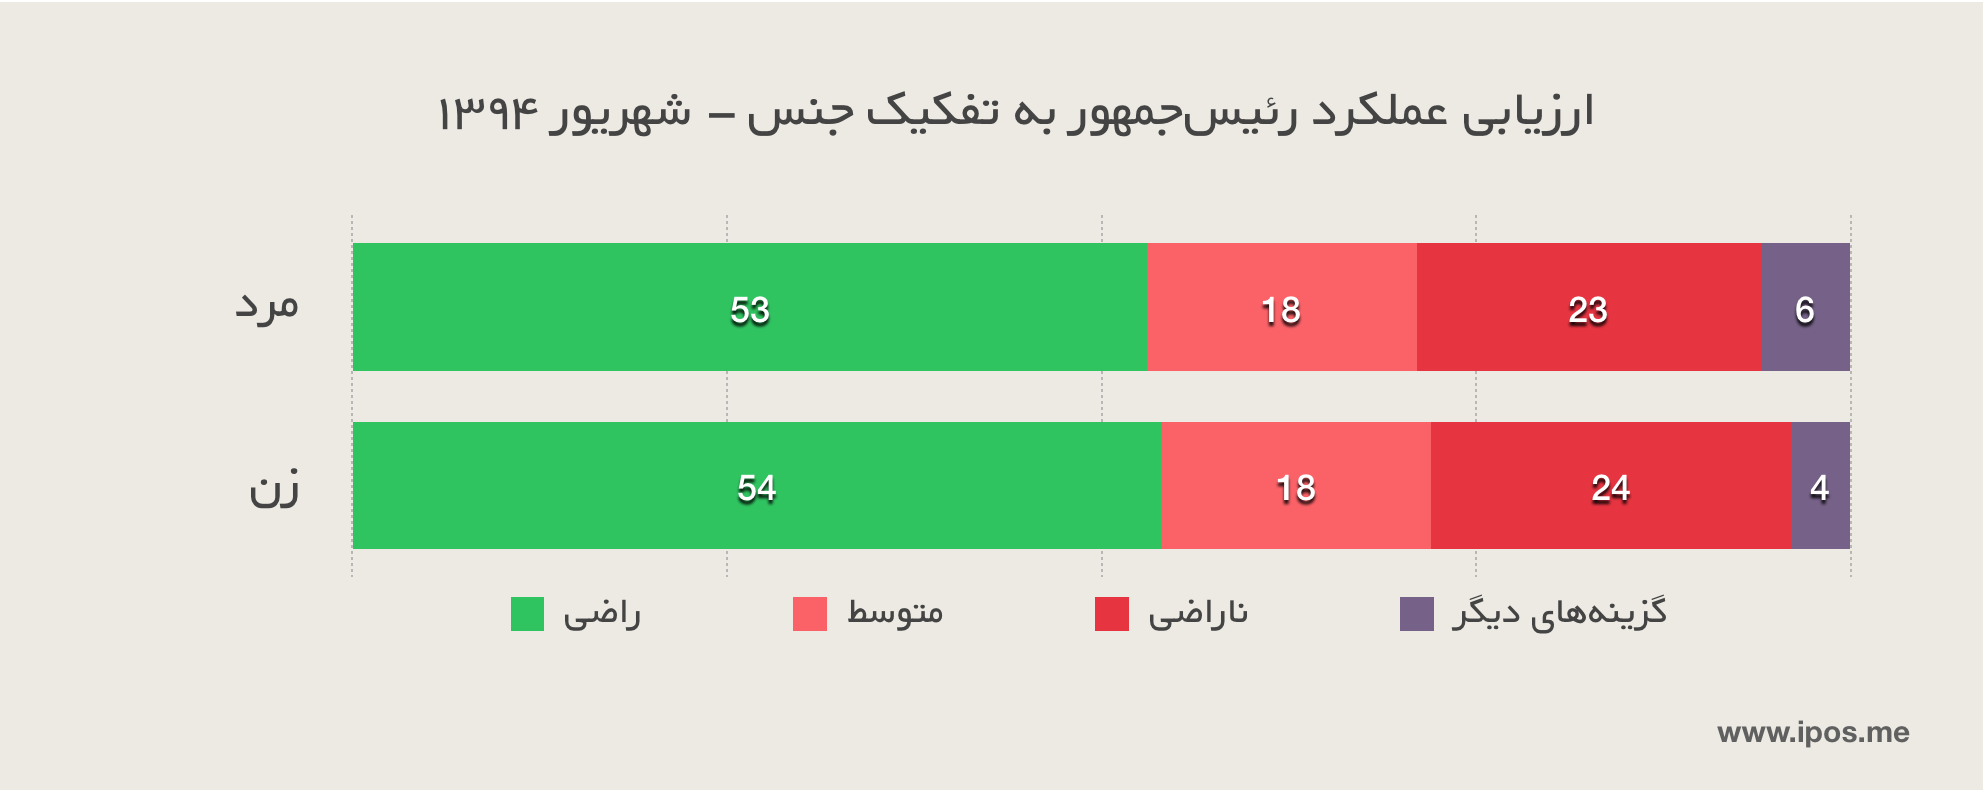 ارزیابی عملکرد رئیس‌جمهور به تفکیک جنس – شهریور ۱۳۹۴
مرد 53 18 23 6
زن 54 18 24 4
راضی متوسط ناراضی گزینه‌های دیگر
www.ipos.me